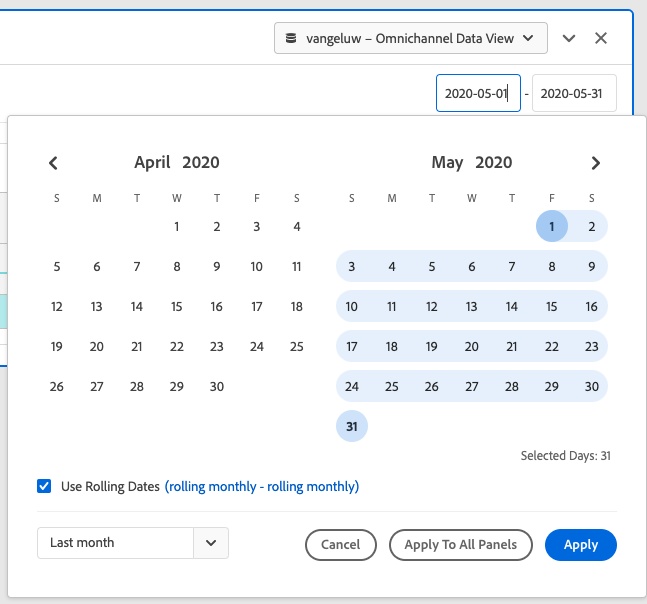 vangeluw – Omnichannel Data View
2020-05-01 - 2020-05-31
April 2020
S M T W T F S
1 2 3 4
5 6 7 8 9 10 11
12 13 14 15 16 17 18
19 20 21 22 23 24 25
26 27 28 29 30
May 2020
S M T W T F S
1 2
3 4 5 6 7 8 9
10 11 12 13 14 15 16
17 18 19 20 21 22 23
24 25 26 27 28 29 30
31
Selected Days: 31
Use Rolling Dates (rolling monthly - rolling monthly)
Last month
Cancel
Apply To All Panels
Apply